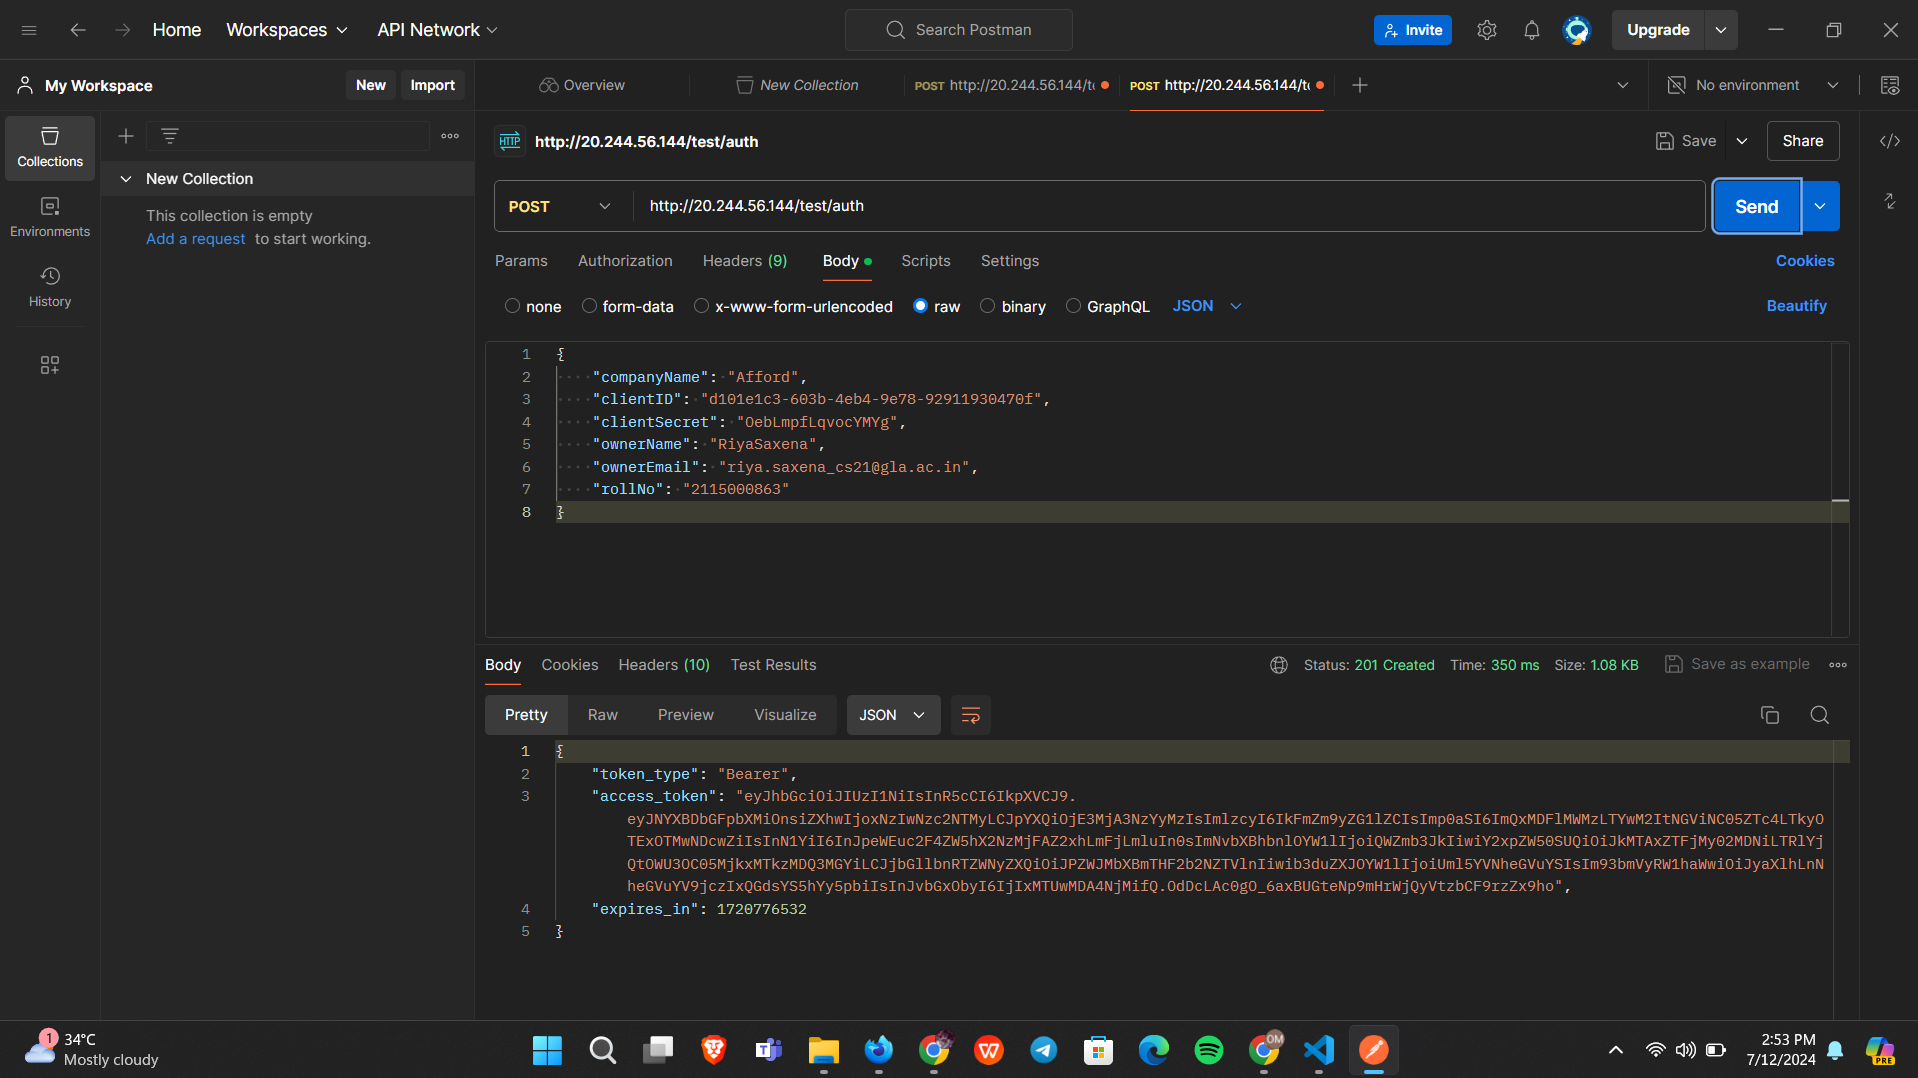 Home Workspaces API Network Search Postman Invite Upgrade
My Workspace New Import Overview New Collection POST http://20.244.56.144/t POST http://20.244.56.144/t No environment
Collections
Environments
History
New Collection
This collection is empty
Add a request to start working.
HTTP http://20.244.56.144/test/auth Save Share
POST http://20.244.56.144/test/auth Send
Params Authorization Headers (9) Body Scripts Settings Cookies
none form-data x-www-form-urlencoded raw binary GraphQL JSON Beautify
1 {
2 "companyName": "Afford",
3 "clientID": "d101e1c3-603b-4eb4-9e78-92911930470f",
4 "clientSecret": "OebLmpfLqvocYMYg",
5 "ownerName": "RiyaSaxena",
6 "ownerEmail": "riya.saxena_cs21@gla.ac.in",
7 "rollNo": "2115000863"
8 }
Body Cookies Headers (10) Test Results Status: 201 Created Time: 350 ms Size: 1.08 KB Save as example
Pretty Raw Preview Visualize JSON
1 {
2 "token_type": "Bearer",
3 "access_token": "eyJhbGciOiJIUzI1NiIsInR5cCI6IkpXVCJ9.
eyJNYXBDbGFpbXMiOnsiZXhwIjoxNzIwNzc2NTMyLCJpYXQiOjE3MjA3NzYyMzIsImlzcyI6IkFmZm9yZG1lZCIsImp0aSI6ImQxMDFlMWMzLTYwM2ItNGViNC05ZTc4LTkyO
TExOTMwNDcwZiIsInN1YiI6InJpeWEuc2F4ZW5hX2NzMjFAZ2xhLmFjLmluIn0sImNvbXBhbnlOYW1lIjoiQWZmb3JkIiwiY2xpZW50SUQiOiJkMTAxZTFjMy02MDNiLTRlYj
QtOWU3OC05MjkxMTkzMDQ3MGYiLCJjbGllbnRTZWNyZXQiOiJPZWJMbXBmTHF2b2NZTVlnIiwib3duZXJOYW1lIjoiUml5YVNheGVuYSIsIm93bmVyRW1haWwiOiJyaXlhLnN
heGVuYV9jczIxQGdsYS5hYy5pbiIsInJvbGxObyI6IjIxMTUwMDA4NjMifQ.OdDcLAc0gO_6axBUGteNp9mHrWjQyVtzbCF9rzZx9ho",
4 "expires_in": 1720776532
5 }
1 34°C
Mostly cloudy
OM
2:53 PM
7/12/2024
PRE